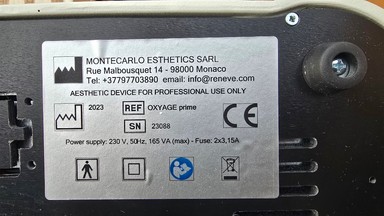 MONTECARLO ESTHETICS SARL
Rue Malbousquet 14 - 98000 Monaco
Tel:+37797703890 email: info@reneve.com
AESTHETIC DEVICE FOR PROFESSIONAL USE ONLY
2023 REF OXYAGE prime
SN 23088
CE
Power supply: 230 V, 50Hz, 165 VA (max) - Fuse: 2x3,15A